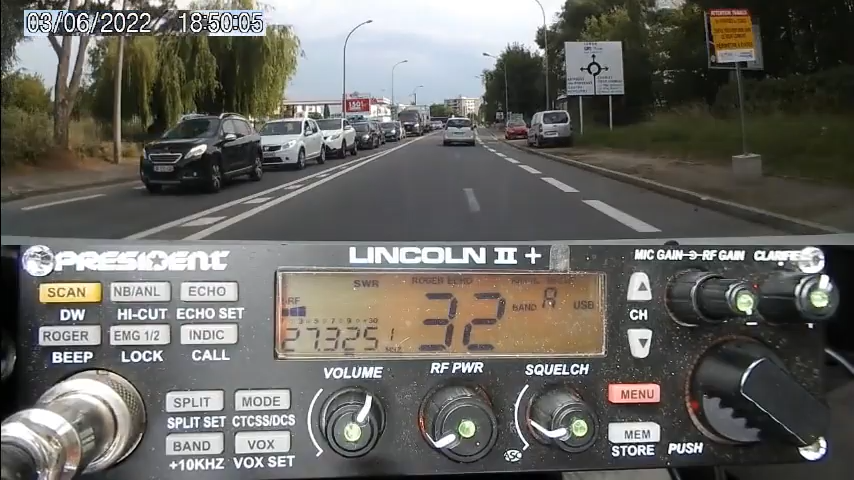 03/06/2022 18:50:05
150
PRESIDENT
LINCOLN II +
MIC GAIN RF GAIN CLARIFIER
SCAN NB/ANL ECHO
DW HI-CUT ECHO SET
ROGER EMG 1/2 INDIC
BEEP LOCK CALL
SWR ROGER ECHO
SRF 32 BAND A USB
27.325
CH
VOLUME RF PWR SQUELCH
SPLIT MODE
SPLIT SET CTCSS/DCS
BAND VOX
+10KHZ VOX SET
ASC
MENU
MEM
STORE PUSH